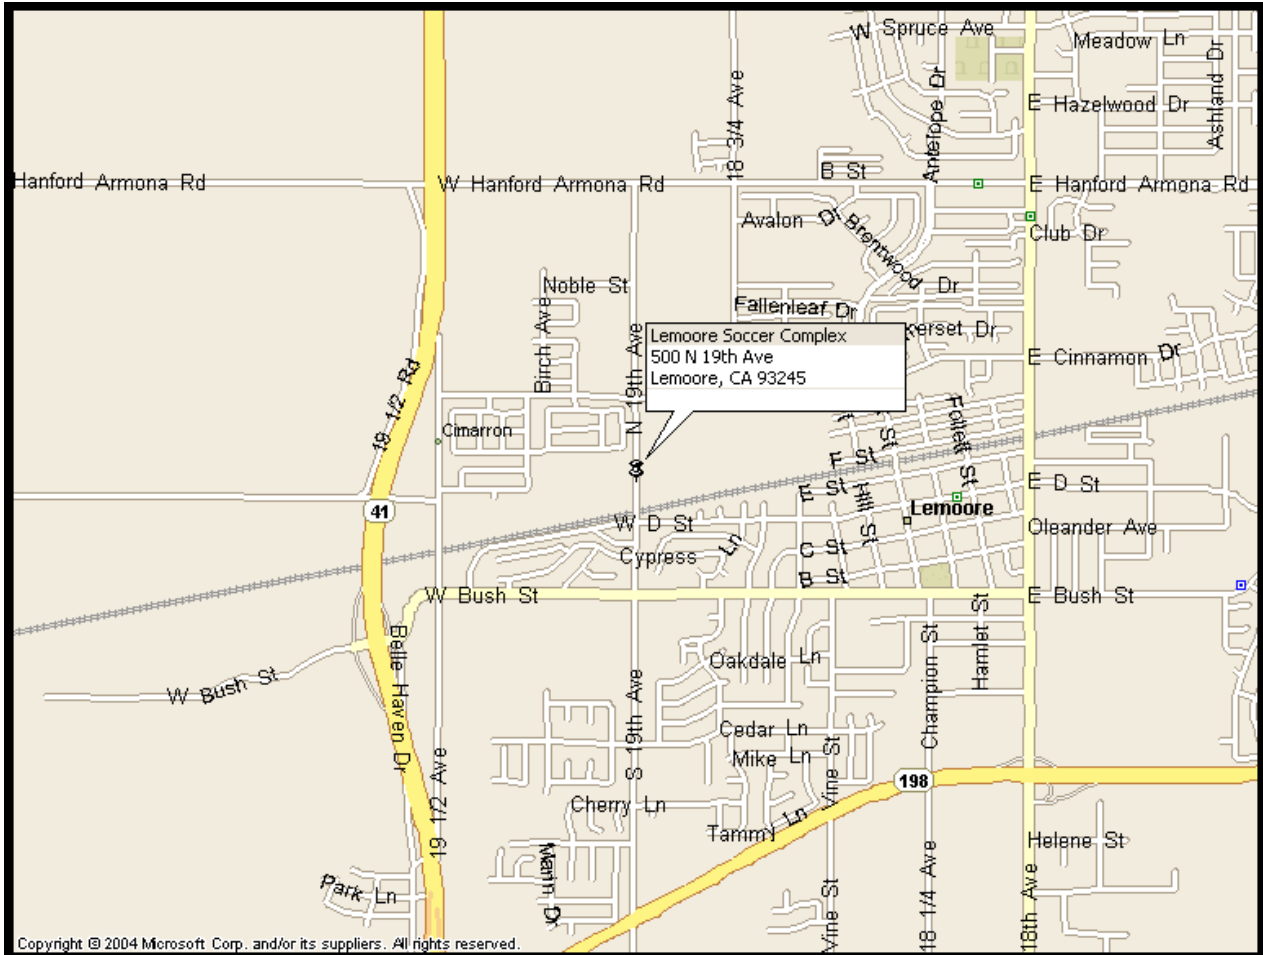 W Spruce Ave
Meadow Ln
Ashland Dr
E Hazelwood Dr
Antelope Dr
18 3/4 Ave
B St
Hanford Armona Rd
W Hanford Armona Rd
E Hanford Armona Rd
Avalon Dr
Brentwood Dr
Club Dr
Noble St
Fallenleaf Dr
Birch Ave
N 19th Ave
Lemoore Soccer Complex
500 N 19th Ave
Lemoore, CA 93245
E Cinnamon Dr
19 1/2 Rd
Cimarron
Follett St
St
F St
E St
Hill St
E D St
41
Lemoore
W D St
Oleander Ave
Cypress Ln
C St
B St
W Bush St
E Bush St
Belle Haven Dr
W Bush St
Oakdale Ln
Champion St
Hamlet St
S 19th Ave
Cedar Ln
Mike Ln
Vine St
198
19 1/2 Ave
Cherry Ln
Tammy Ln
Helene St
Park Ln
Dr
Vine St
18 1/4 Ave
18th Ave
Copyright © 2004 Microsoft Corp. and/or its suppliers. All rights reserved.